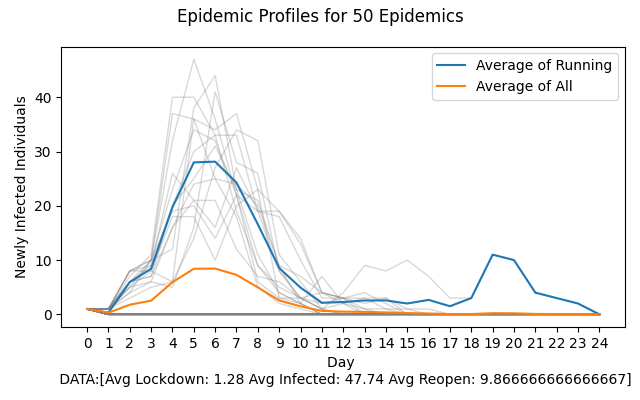 Epidemic Profiles for 50 Epidemics
Average of Running
Average of All
Newly Infected Individuals
40
30
20
10
0
0 1 2 3 4 5 6 7 8 9 10 11 12 13 14 15 16 17 18 19 20 21 22 23 24
Day
DATA:[Avg Lockdown: 1.28 Avg Infected: 47.74 Avg Reopen: 9.866666666666667]